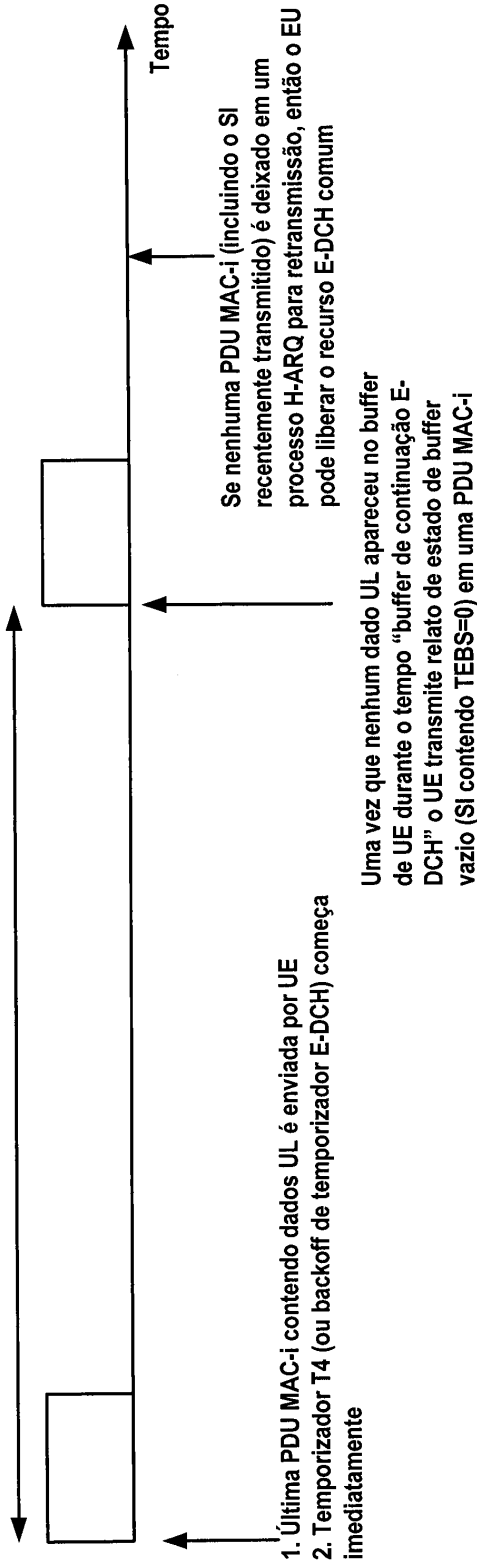 Tempo
1. Última PDU MAC-i contendo dados UL é enviada por UE
2. Temporizador T4 (ou backoff de temporizador E-DCH) começa
imediatamente
Uma vez que nenhum dado UL apareceu no buffer
de UE durante o tempo “buffer de continuação E-
DCH” o UE transmite relato de estado de buffer
vazio (SI contendo TEBS=0) em uma PDU MAC-i
Se nenhuma PDU MAC-i (incluindo o SI
recentemente transmitido) é deixado em um
processo H-ARQ para retransmissão, então o EU
pode liberar o recurso E-DCH comum